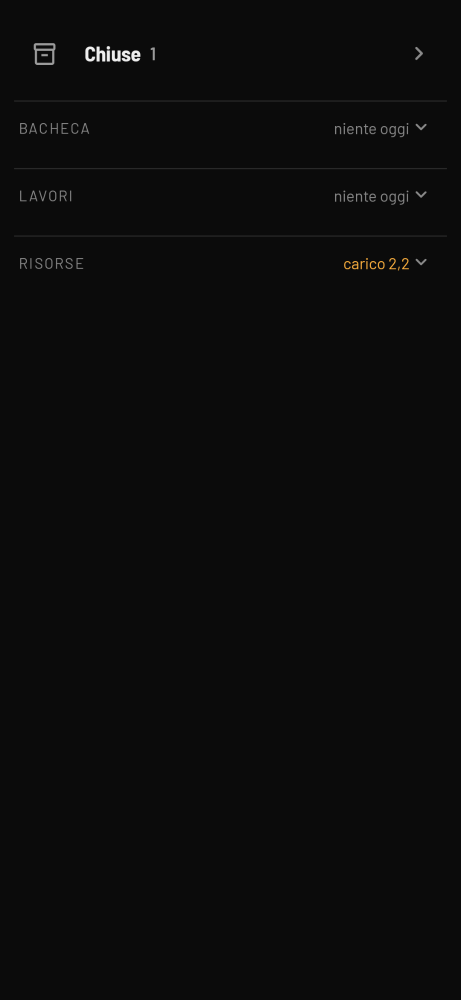 Chiuse 1
BACHECA niente oggi
LAVORI niente oggi
RISORSE carico 2,2